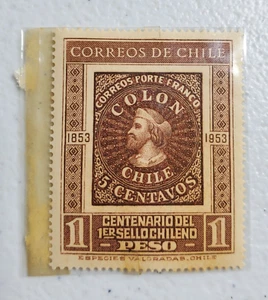 CORREOS DE CHILE
CORREOS PORTE FRANCO
COLON
1853 1953
CHILE
5 CENTAVOS
CENTENARIO DEL
1 1ER SELLO CHILENO 1
PESO
ESPECIES VALORADAS, CHILE